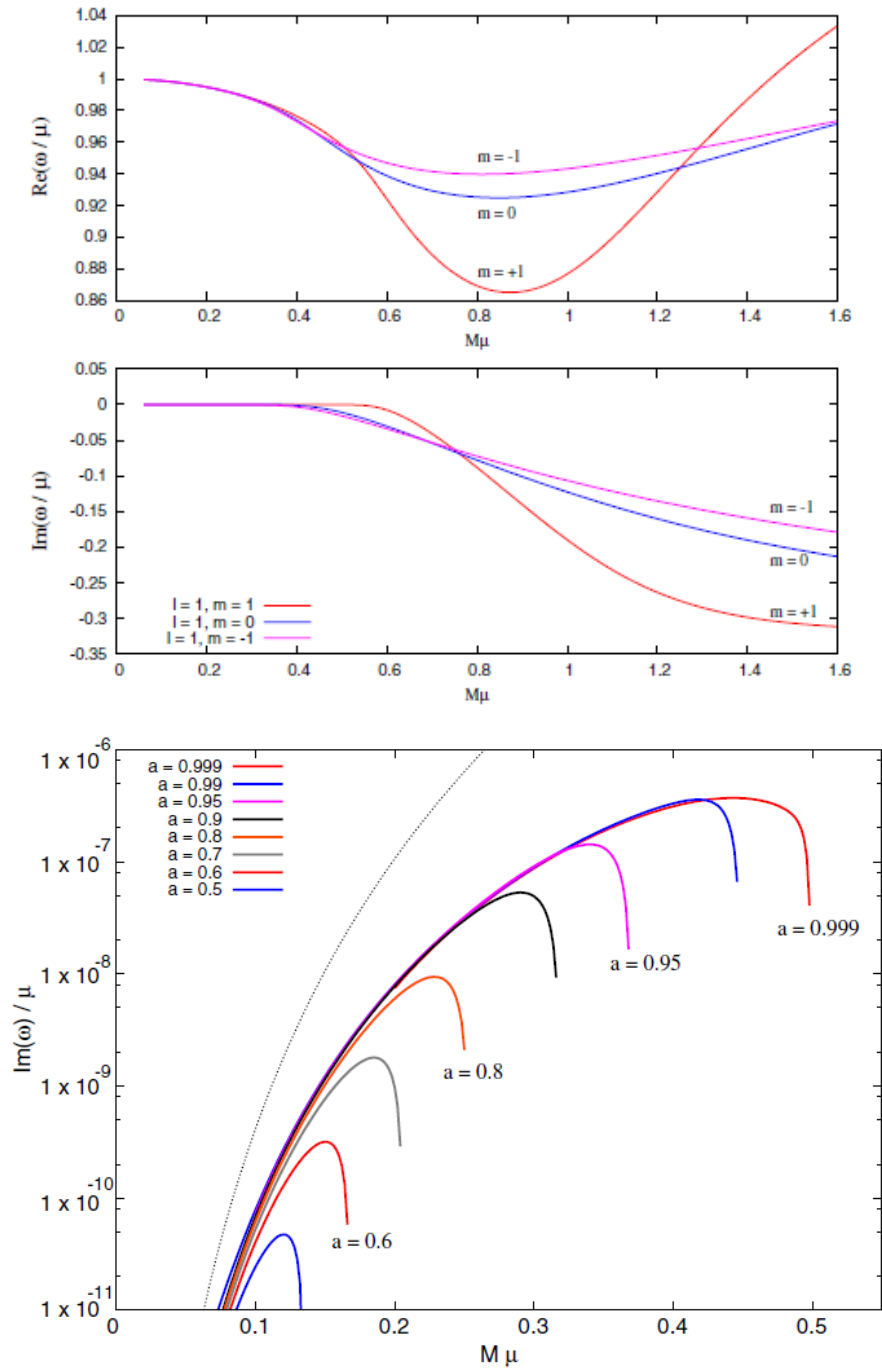 1.04
1.02
1
0.98
0.96
0.94
0.92
0.9
0.88
0.86
Re(ω / μ)
m = -1
m = 0
m = +1
0 0.2 0.4 0.6 0.8 1 1.2 1.4 1.6
Mμ
0.05
0
-0.05
-0.1
-0.15
-0.2
-0.25
-0.3
-0.35
Im(ω / μ)
m = -1
m = 0
m = +1
l = 1, m = 1
l = 1, m = 0
l = 1, m = -1
0 0.2 0.4 0.6 0.8 1 1.2 1.4 1.6
Mμ
1 x 10 -6
1 x 10 -7
1 x 10 -8
1 x 10 -9
1 x 10 -10
1 x 10 -11
Im(ω) / μ
a = 0.999
a = 0.99
a = 0.95
a = 0.9
a = 0.8
a = 0.7
a = 0.6
a = 0.5
a = 0.999
a = 0.95
a = 0.8
a = 0.6
0 0.1 0.2 0.3 0.4 0.5
M μ